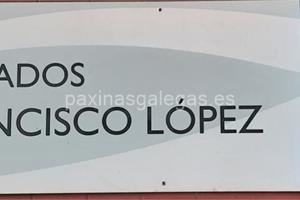 ADOS
paxinasgalegas.es
NCISCO LÓPEZ